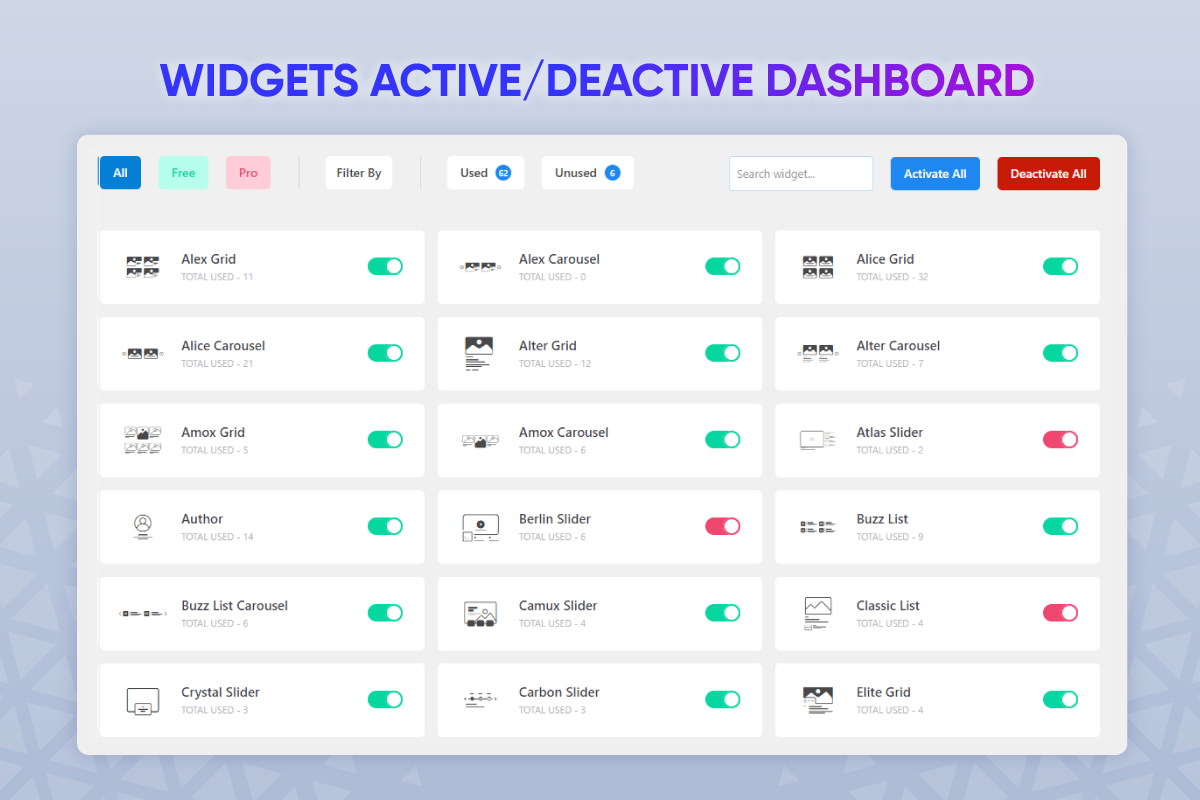 WIDGETS ACTIVE/DEACTIVE DASHBOARD
All Free Pro Filter By Used 62 Unused 6 Search widget... Activate All Deactivate All
Alex Grid
TOTAL USED - 11
Alex Carousel
TOTAL USED - 0
Alice Grid
TOTAL USED - 32
Alice Carousel
TOTAL USED - 21
Alter Grid
TOTAL USED - 12
Alter Carousel
TOTAL USED - 7
Amox Grid
TOTAL USED - 5
Amox Carousel
TOTAL USED - 6
Atlas Slider
TOTAL USED - 2
Author
TOTAL USED - 14
Berlin Slider
TOTAL USED - 6
Buzz List
TOTAL USED - 9
Buzz List Carousel
TOTAL USED - 6
Camux Slider
TOTAL USED - 4
Classic List
TOTAL USED - 4
Crystal Slider
TOTAL USED - 3
Carbon Slider
TOTAL USED - 3
Elite Grid
TOTAL USED - 4